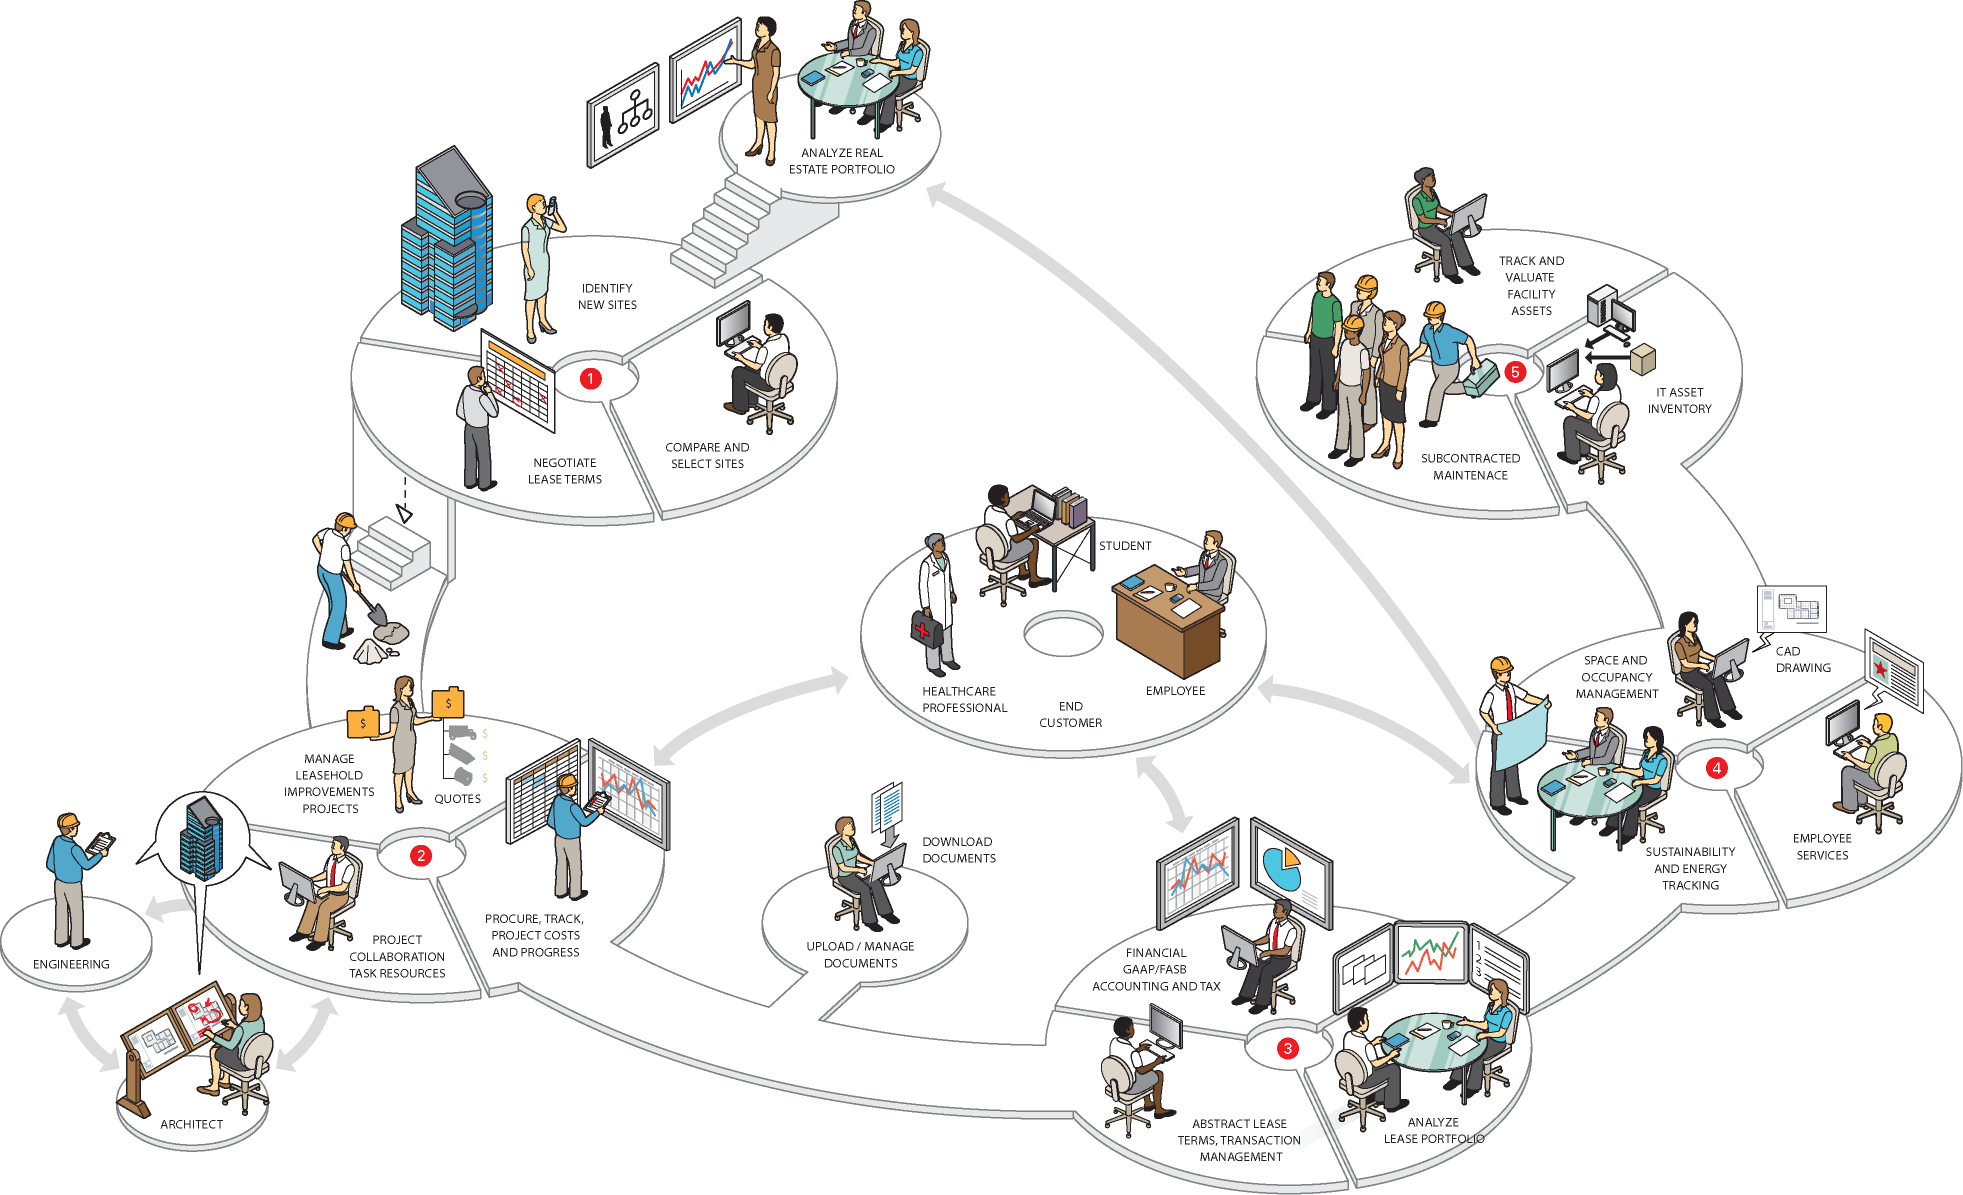 ANALYZE REAL
ESTATE PORTFOLIO
IDENTIFY
NEW SITES
1
COMPARE AND
SELECT SITES
NEGOTIATE
LEASE TERMS
TRACK AND
VALUATE
FACILITY
ASSETS
5
IT ASSET
INVENTORY
SUBCONTRACTED
MAINTENACE
STUDENT
HEALTHCARE
PROFESSIONAL
EMPLOYEE
END
CUSTOMER
SPACE AND
OCCUPANCY
MANAGEMENT
CAD
DRAWING
4
EMPLOYEE
SERVICES
SUSTAINABILITY
AND ENERGY
TRACKING
$
$
$
$
$
QUOTES
MANAGE
LEASEHOLD
IMPROVEMENTS
PROJECTS
2
PROCURE, TRACK,
PROJECT COSTS
AND PROGRESS
PROJECT
COLLABORATION
TASK RESOURCES
ENGINEERING
ARCHITECT
DOWNLOAD
DOCUMENTS
UPLOAD / MANAGE
DOCUMENTS
FINANCIAL
GAAP/FASB
ACCOUNTING AND TAX
1
2
3
3
ABSTRACT LEASE
TERMS, TRANSACTION
MANAGEMENT
ANALYZE
LEASE PORTFOLIO